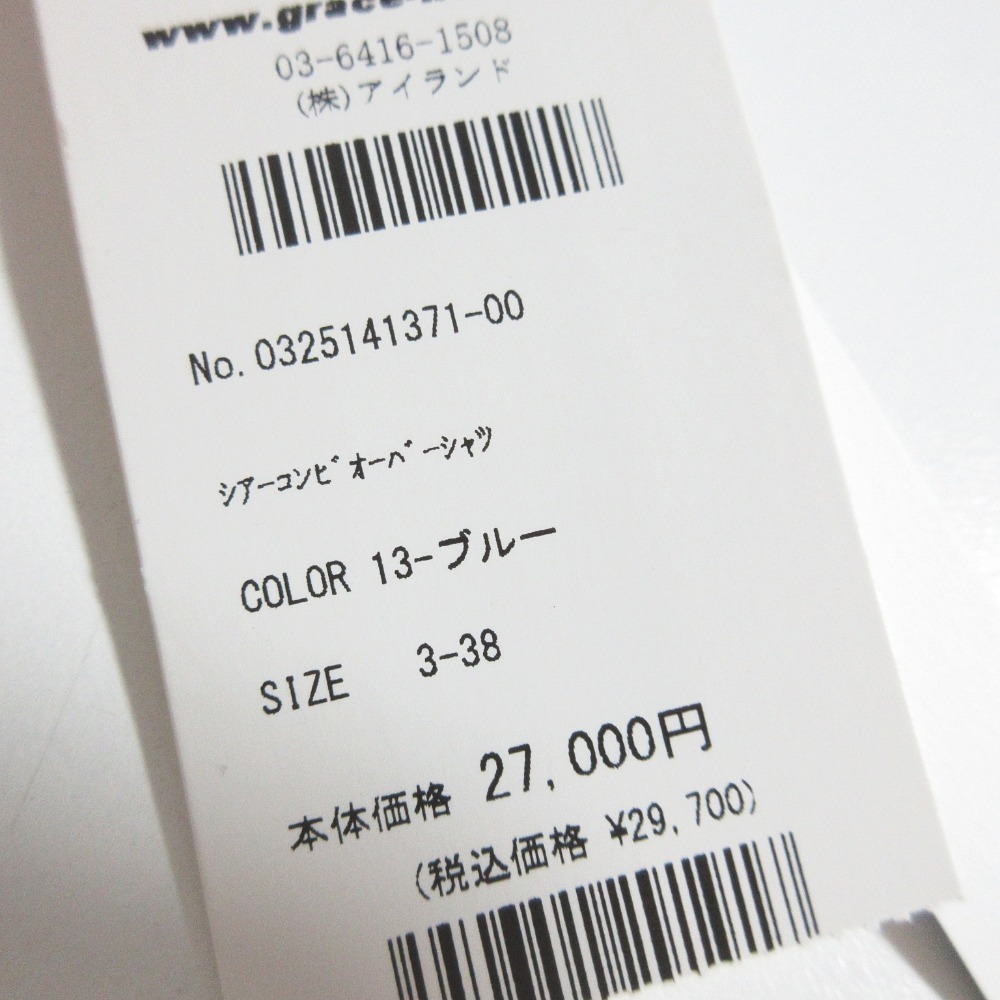 www.grace-
03-6416-1508
(株)アイランド
No. 0325141371-00
ｼｱｰｺﾝﾋﾞｵｰﾊﾞｰｼｬﾂ
COLOR 13-ブルー
SIZE 3-38
本体価格 27,000円
(税込価格 ¥29,700)